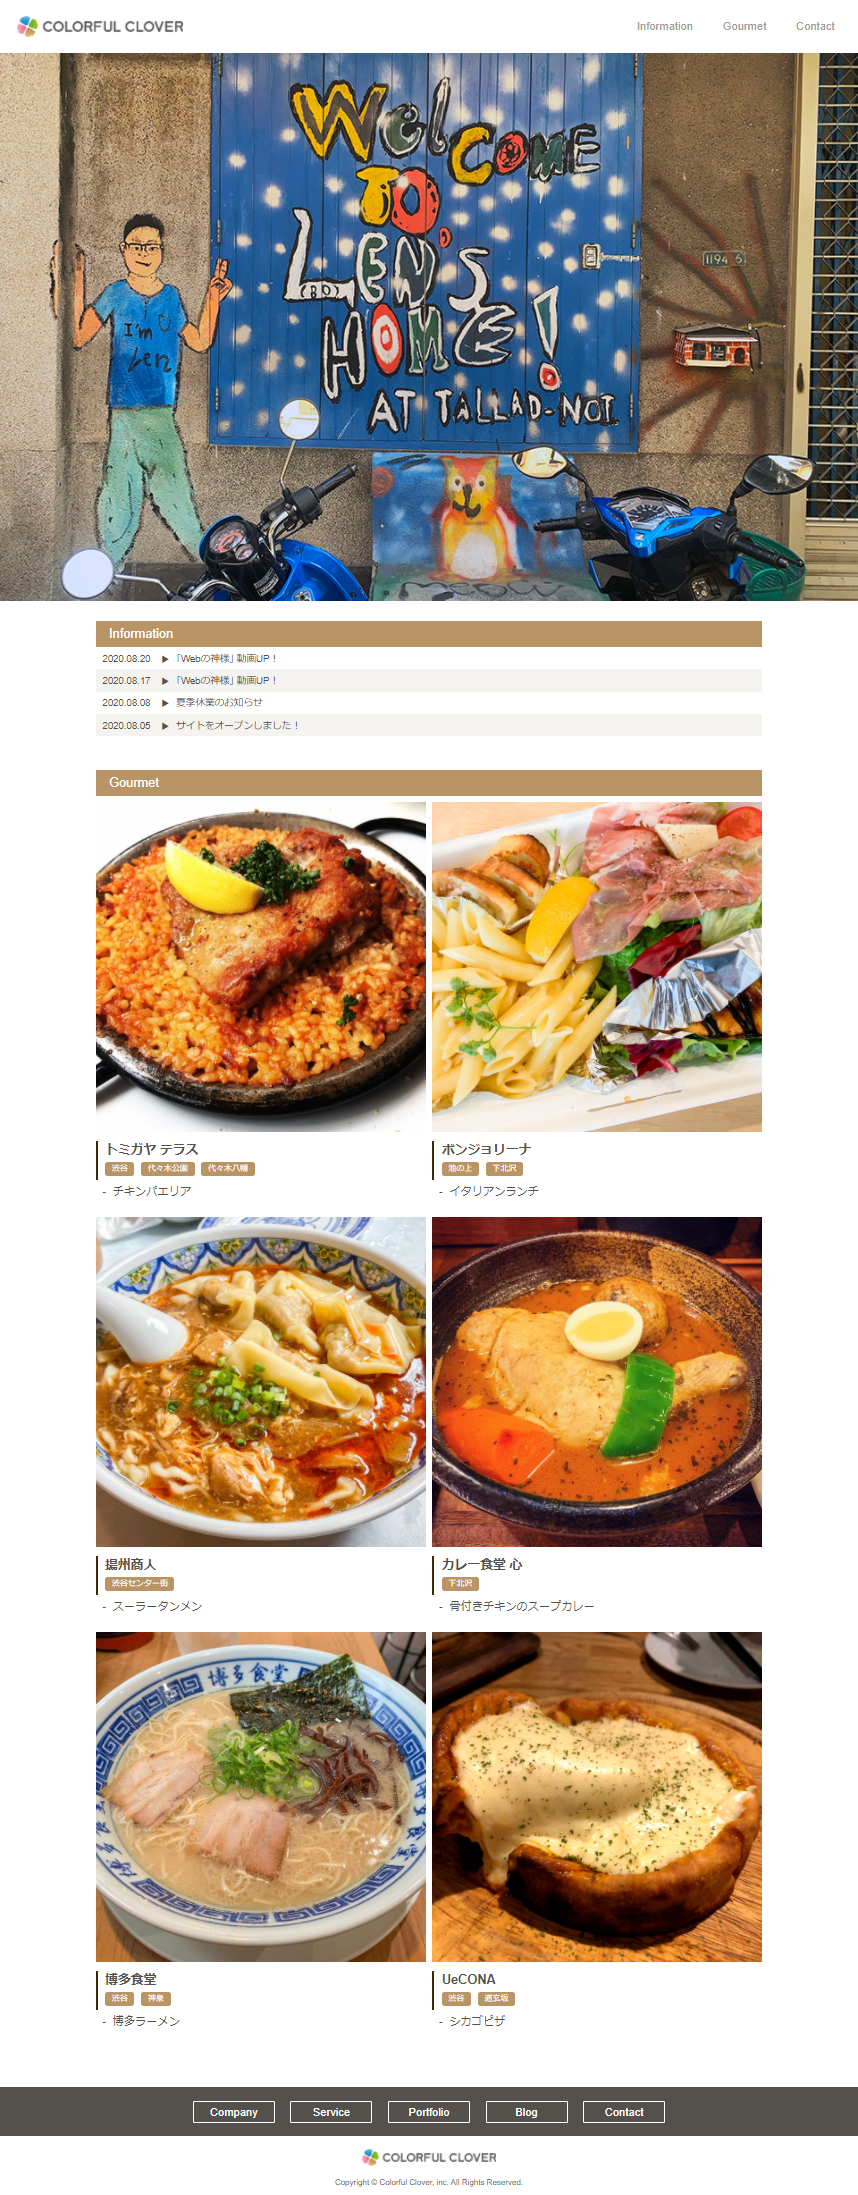 COLORFUL CLOVER
Information Gourmet Contact
WelCOME
TO,
LEN'S
(BO)
HOME!
AT TALLAD-NOI
I'm
Len
1194 6
Information
2020.08.20 ▶ 「Webの神様」動画UP！
2020.08.17 ▶ 「Webの神様」動画UP！
2020.08.08 ▶ 夏季休業のお知らせ
2020.08.05 ▶ サイトをオープンしました！
Gourmet
トミガヤ テラス
渋谷 代々木公園 代々木八幡
- チキンパエリア
ボンジョリーナ
池の上 下北沢
- イタリアンランチ
揚州商人
渋谷センター街
- スーラータンメン
カレー食堂 心
下北沢
- 骨付きチキンのスープカレー
博多食堂
博多食堂
渋谷 神泉
- 博多ラーメン
UeCONA
渋谷 道玄坂
- シカゴピザ
Company Service Portfolio Blog Contact
COLORFUL CLOVER
Copyright © Colorful Clover, inc. All Rights Reserved.